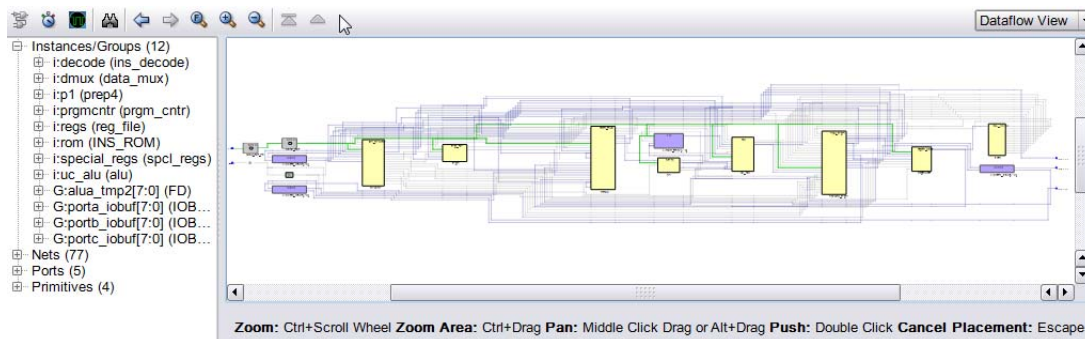 Dataflow View
Instances/Groups (12)
i:decode (ins_decode)
i:dmux (data_mux)
i:p1 (prep4)
i:prgmcntr (prgm_cntr)
i:regs (reg_file)
i:rom (INS_ROM)
i:special_regs (spcl_regs)
i:uc_alu (alu)
G:alua_tmp2[7:0] (FD)
G:porta_iobuf[7:0] (IOB...
G:portb_iobuf[7:0] (IOB...
G:portc_iobuf[7:0] (IOB...
Nets (77)
Ports (5)
Primitives (4)
Zoom: Ctrl+Scroll Wheel Zoom Area: Ctrl+Drag Pan: Middle Click Drag or Alt+Drag Push: Double Click Cancel Placement: Escape